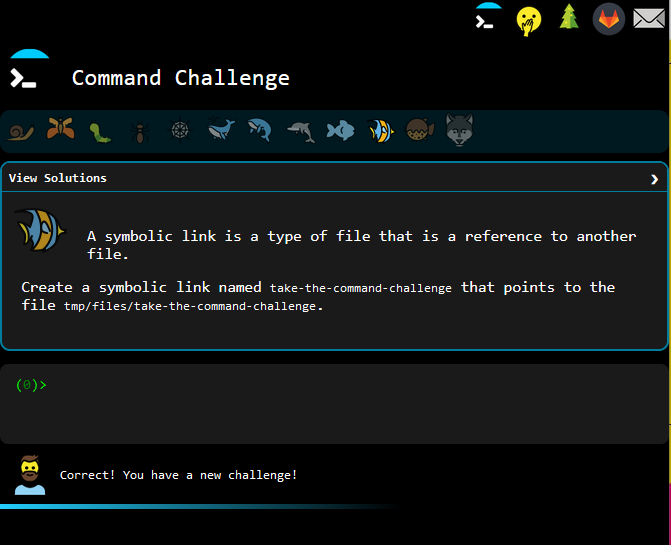 Command Challenge
View Solutions
A symbolic link is a type of file that is a reference to another
file.
Create a symbolic link named take-the-command-challenge that points to the
file tmp/files/take-the-command-challenge.
(0)>
Correct! You have a new challenge!